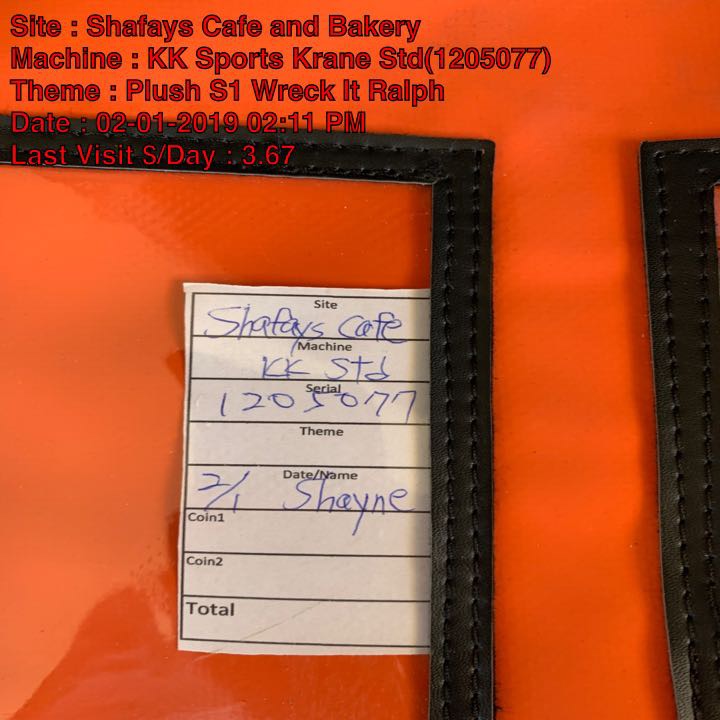 Site : Shafays Cafe and Bakery
Machine : KK Sports Krane Std(1205077)
Theme : Plush S1 Wreck It Ralph
Date : 02-01-2019 02:11 PM
Last Visit S/Day : 3.67
Site
Shafays Cafe
Machine
KK Std
Serial
1205077
Theme
Date/Name
2/1 Shayne
Coin1
Coin2
Total